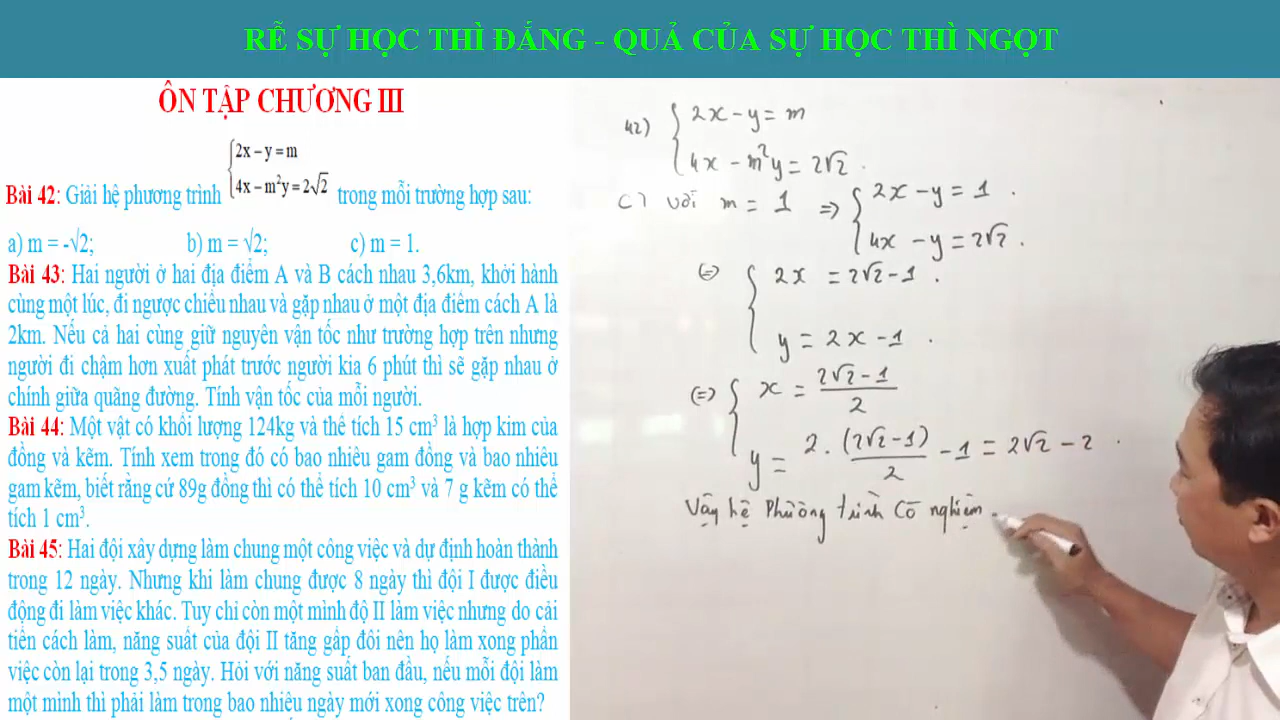 RỄ SỰ HỌC THÌ ĐẮNG - QUẢ CỦA SỰ HỌC THÌ NGỌT
ÔN TẬP CHƯƠNG III
Bài 42: Giải hệ phương trình {2x – y = m
4x – m²y = 2√2 trong mỗi trường hợp sau:
a) m = -√2; b) m = √2; c) m = 1.
Bài 43: Hai người ở hai địa điểm A và B cách nhau 3,6km, khởi hành
cùng một lúc, đi ngược chiều nhau và gặp nhau ở một địa điểm cách A là
2km. Nếu cả hai cùng giữ nguyên vận tốc như trường hợp trên nhưng
người đi chậm hơn xuất phát trước người kia 6 phút thì sẽ gặp nhau ở
chính giữa quãng đường. Tính vận tốc của mỗi người.
Bài 44: Một vật có khối lượng 124kg và thể tích 15 cm³ là hợp kim của
đồng và kẽm. Tính xem trong đó có bao nhiêu gam đồng và bao nhiêu
gam kẽm, biết rằng cứ 89g đồng thì có thể tích 10 cm³ và 7 g kẽm có thể
tích 1 cm³.
Bài 45: Hai đội xây dựng làm chung một công việc và dự định hoàn thành
trong 12 ngày. Nhưng khi làm chung được 8 ngày thì đội I được điều
động đi làm việc khác. Tuy chỉ còn một mình độ II làm việc nhưng do cải
tiến cách làm, năng suất của đội II tăng gấp đôi nên họ làm xong phần
việc còn lại trong 3,5 ngày. Hỏi với năng suất ban đầu, nếu mỗi đội làm
một mình thì phải làm trong bao nhiêu ngày mới xong công việc trên?
42) {2x - y = m
4x - m²y = 2√2.
c) với m = 1 => {2x - y = 1.
4x - y = 2√2.
(=) {2x = 2√2 - 1.
y = 2x - 1.
(=) {x = (2√2 - 1)/2
y = 2.(2√2 - 1)/2 - 1 = 2√2 - 2.
Vậy hệ Phường trình Có nghiệm